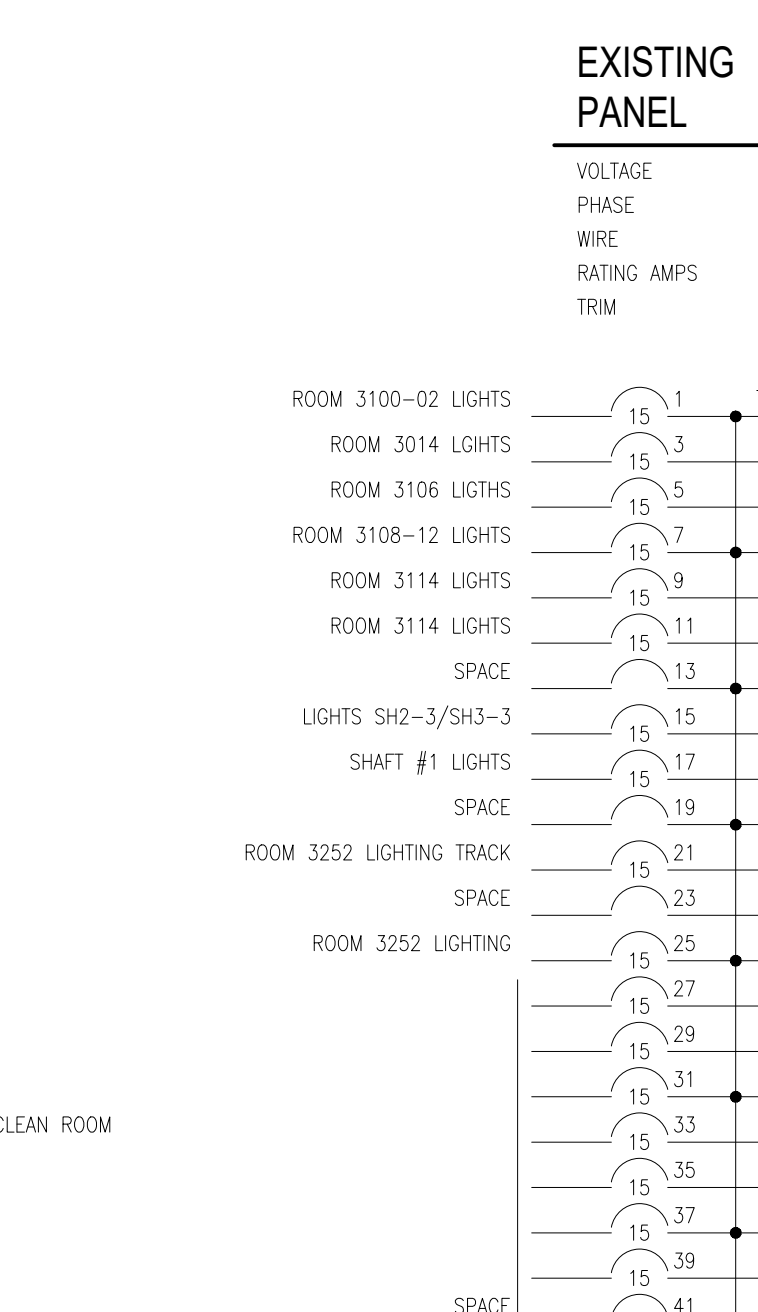 EXISTING
PANEL
VOLTAGE
PHASE
WIRE
RATING AMPS
TRIM
ROOM 3100-02 LIGHTS 15 1
ROOM 3014 LGIHTS 15 3
ROOM 3106 LIGTHS 15 5
ROOM 3108-12 LIGHTS 15 7
ROOM 3114 LIGHTS 15 9
ROOM 3114 LIGHTS 15 11
SPACE 13
LIGHTS SH2-3/SH3-3 15 15
SHAFT #1 LIGHTS 15 17
SPACE 19
ROOM 3252 LIGHTING TRACK 15 21
SPACE 23
ROOM 3252 LIGHTING 15 25
15 27
15 29
15 31
CLEAN ROOM 15 33
15 35
15 37
15 39
SPACE 41